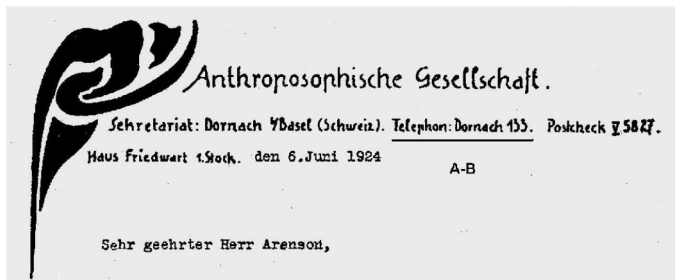 Anthroposophische Gesellschaft.
Sekretariat: Dornach b/Basel (Schweiz). Telephon: Dornach 133. Postcheck V 5827.
Haus Friedwart 1. Stock. den 6.Juni 1924
A-B
Sehr geehrter Herr Arenson,